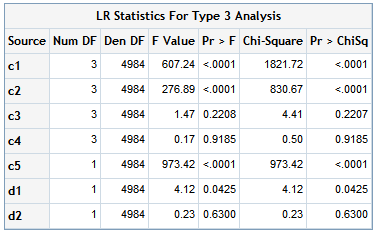 LR Statistics For Type 3 Analysis
Source Num DF Den DF F Value Pr > F Chi-Square Pr > ChiSq
c1 3 4984 607.24 <.0001 1821.72 <.0001
c2 3 4984 276.89 <.0001 830.67 <.0001
c3 3 4984 1.47 0.2208 4.41 0.2207
c4 3 4984 0.17 0.9185 0.50 0.9185
c5 1 4984 973.42 <.0001 973.42 <.0001
d1 1 4984 4.12 0.0425 4.12 0.0425
d2 1 4984 0.23 0.6300 0.23 0.6300